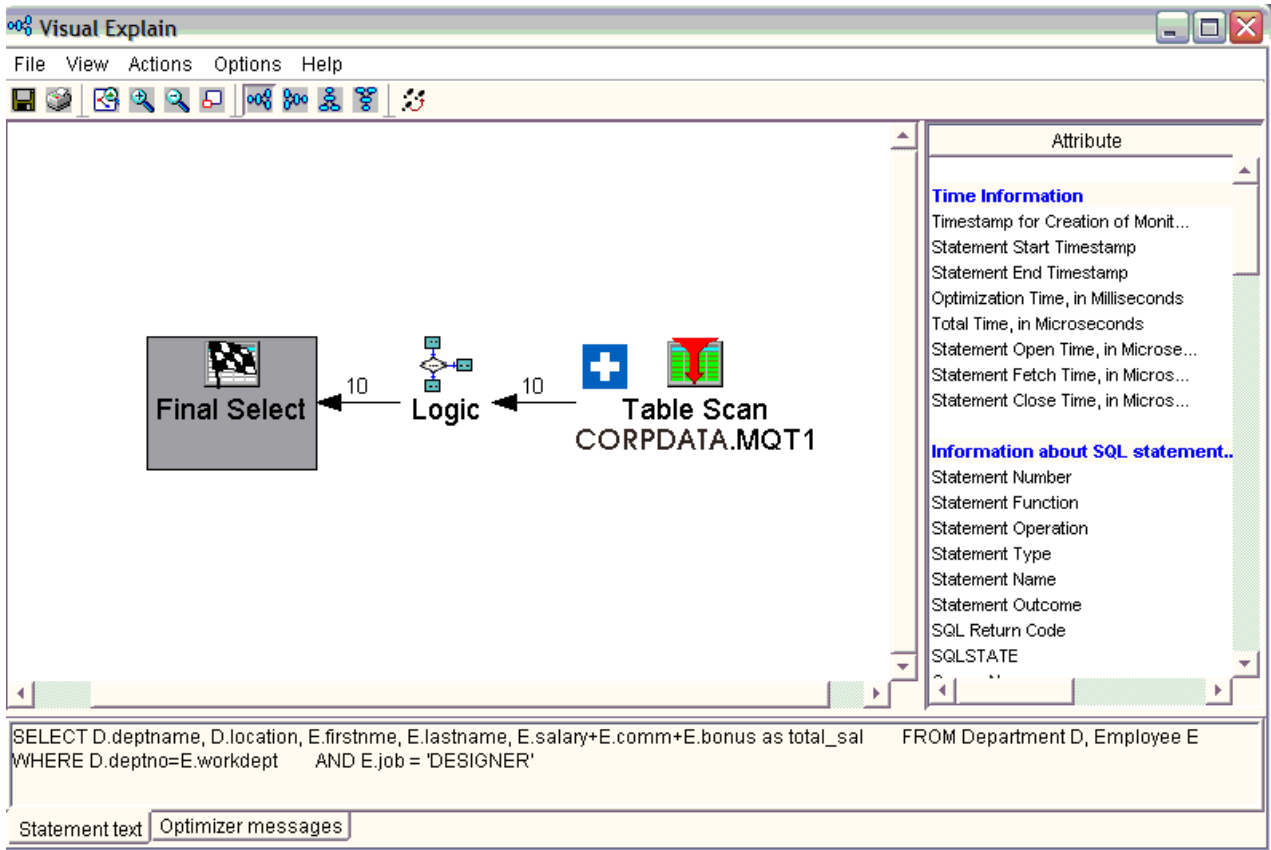 Visual Explain
File View Actions Options Help
Attribute
Time Information
Timestamp for Creation of Monit...
Statement Start Timestamp
Statement End Timestamp
Optimization Time, in Milliseconds
Total Time, in Microseconds
Statement Open Time, in Microse...
Statement Fetch Time, in Micros...
Statement Close Time, in Micros...
Information about SQL statement..
Statement Number
Statement Function
Statement Operation
Statement Type
Statement Name
Statement Outcome
SQL Return Code
SQLSTATE
10 10
Final Select Logic Table Scan
CORPDATA.MQT1
SELECT D.deptname, D.location, E.firstnme, E.lastname, E.salary+E.comm+E.bonus as total_sal FROM Department D, Employee E
WHERE D.deptno=E.workdept AND E.job = 'DESIGNER'
Statement text Optimizer messages